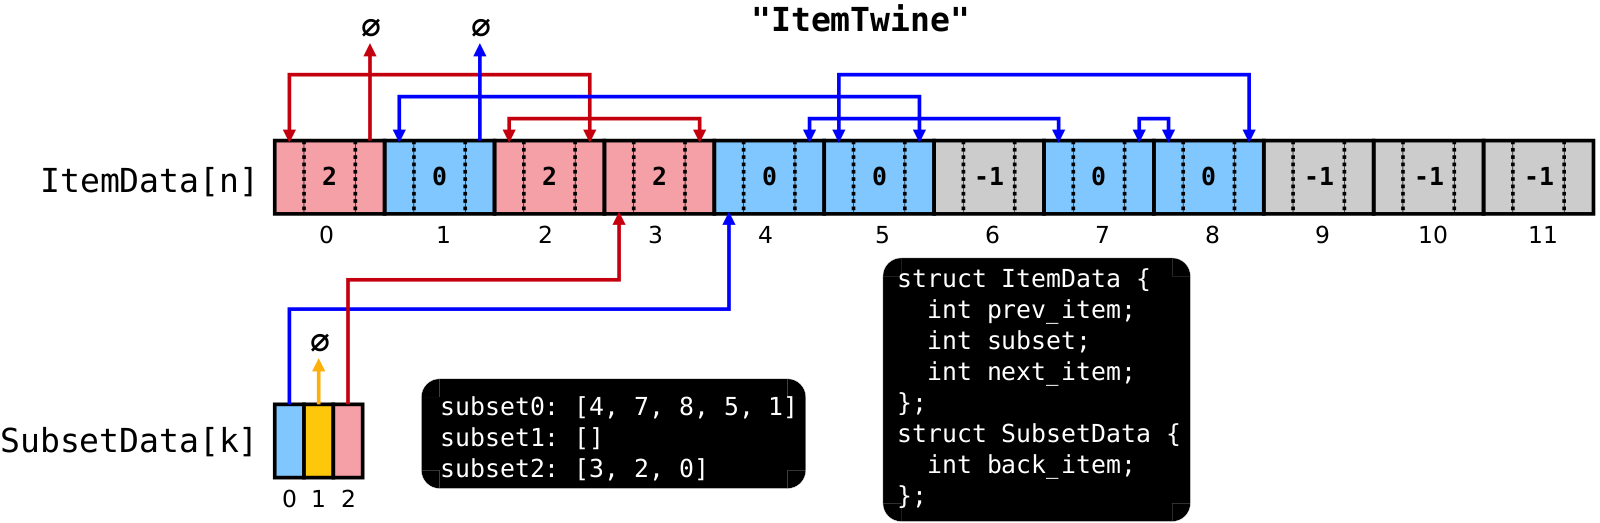 "ItemTwine"
∅ ∅
ItemData[n] 2 0 2 2 0 0 -1 0 0 -1 -1 -1
0 1 2 3 4 5 6 7 8 9 10 11
struct ItemData {
int prev_item;
int subset;
int next_item;
};
struct SubsetData {
int back_item;
};
∅
SubsetData[k]
0 1 2
subset0: [4, 7, 8, 5, 1]
subset1: []
subset2: [3, 2, 0]